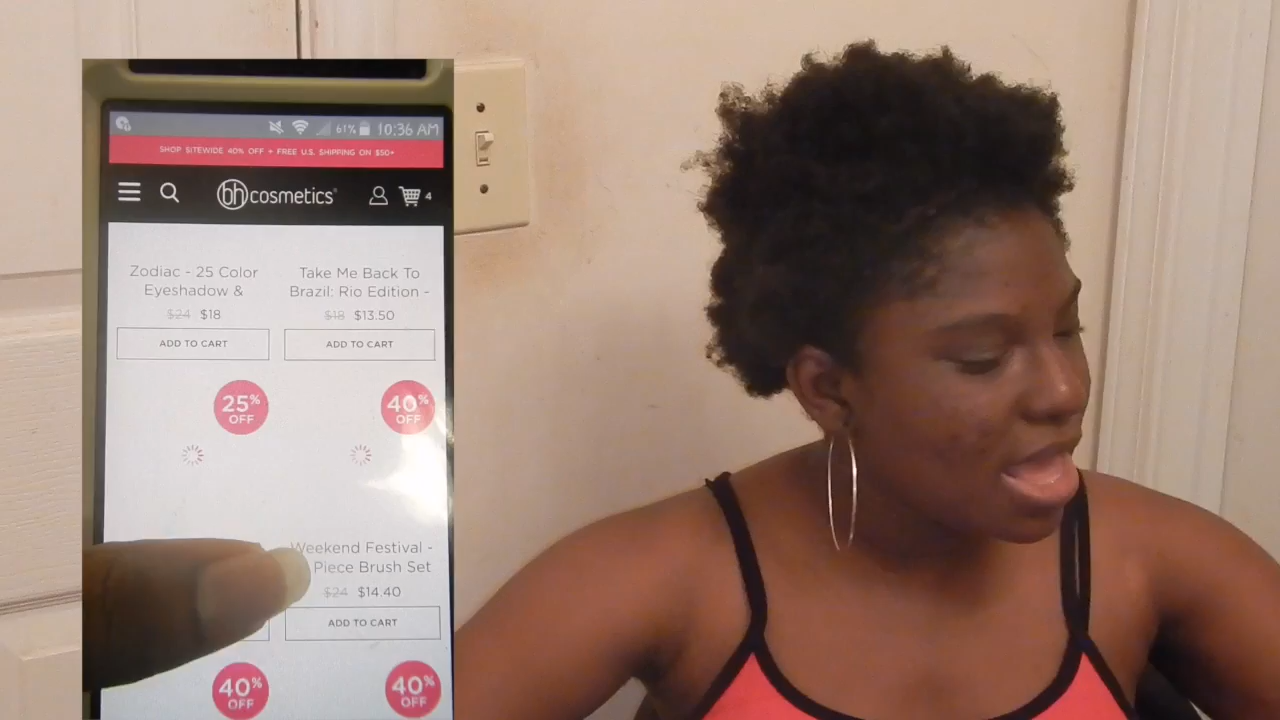 61% 10:36 AM
SHOP SITEWIDE 40% OFF + FREE U.S. SHIPPING ON $50+
bh cosmetics
4
Zodiac - 25 Color
Eyeshadow &
$24 $18
ADD TO CART
Take Me Back To
Brazil: Rio Edition -
$18 $13.50
ADD TO CART
25% OFF
40% OFF
Weekend Festival -
Piece Brush Set
$24 $14.40
ADD TO CART
40% OFF
40% OFF